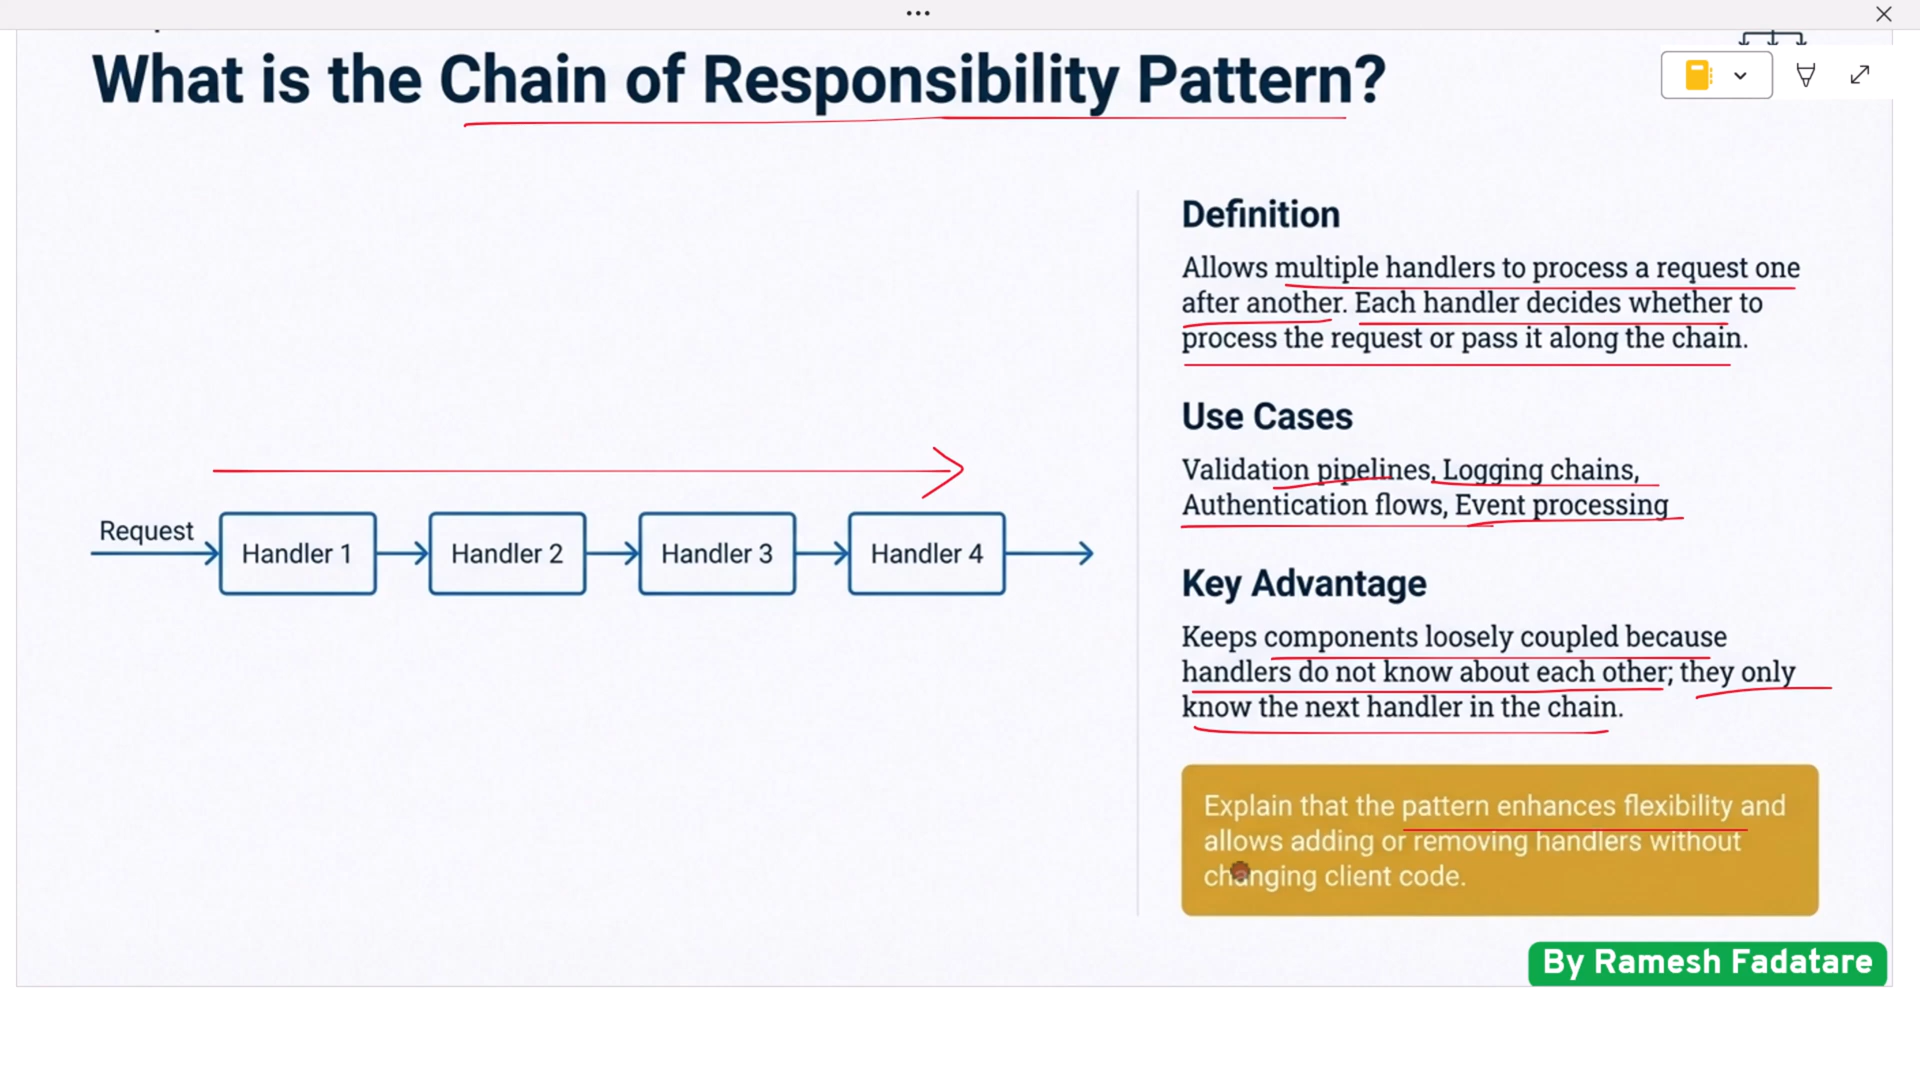 What is the Chain of Responsibility Pattern?
Definition
Allows multiple handlers to process a request one
after another. Each handler decides whether to
process the request or pass it along the chain.
Use Cases
Validation pipelines, Logging chains,
Authentication flows, Event processing
Request
Handler 1
Handler 2
Handler 3
Handler 4
Key Advantage
Keeps components loosely coupled because
handlers do not know about each other; they only
know the next handler in the chain.
Explain that the pattern enhances flexibility and
allows adding or removing handlers without
changing client code.
By Ramesh Fadatare